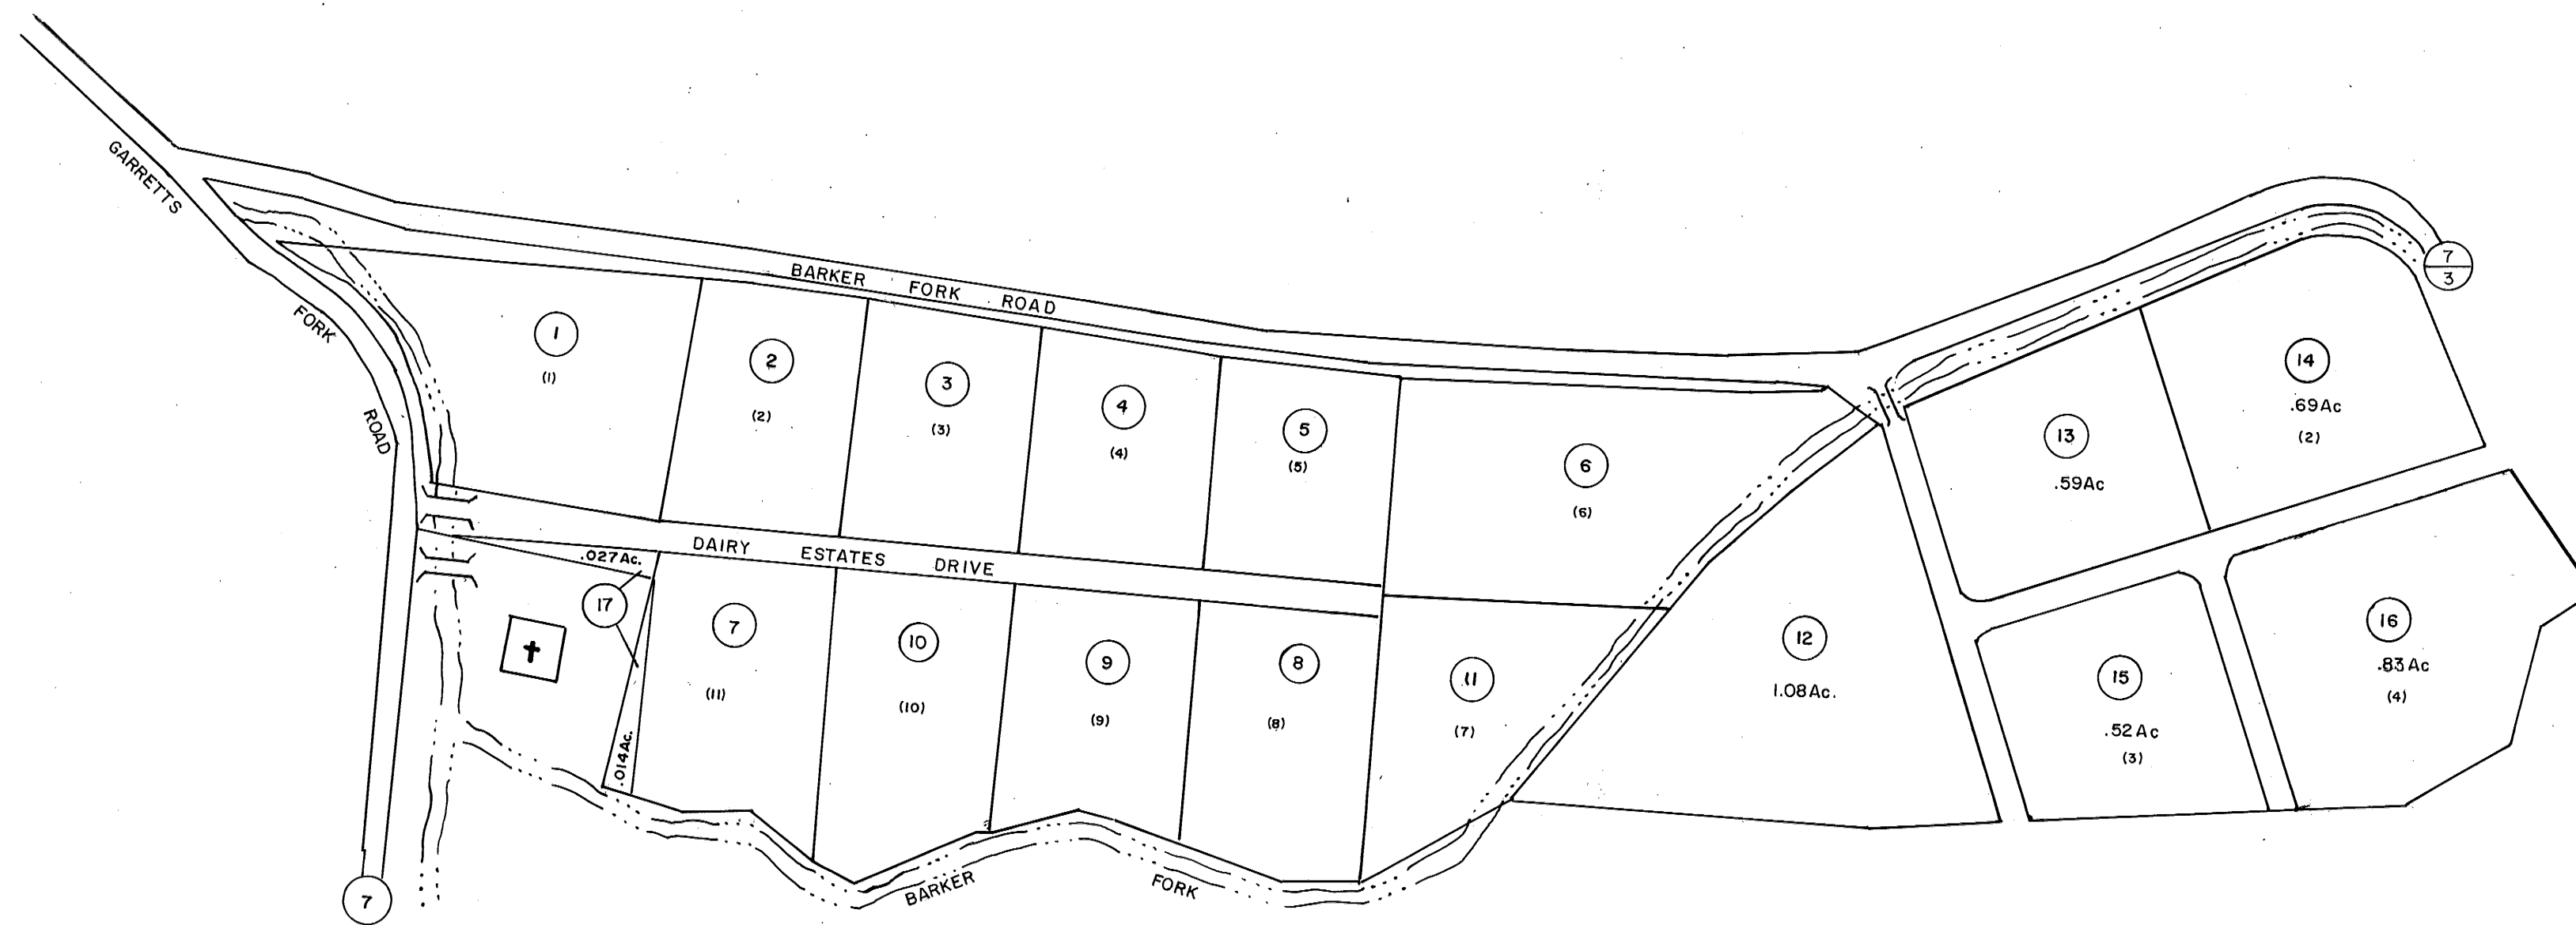 GARRETTS
FORK
ROAD
BARKER FORK ROAD
7
3
1
(1)
2
(2)
3
(3)
4
(4)
5
(5)
6
(6)
13
.59Ac
14
.69Ac
(2)
DAIRY ESTATES DRIVE
.027Ac.
17
.014Ac.
7
(11)
10
(10)
9
(9)
8
(8)
11
(7)
12
1.08Ac.
15
.52Ac
(3)
16
.83Ac
(4)
BARKER FORK
7